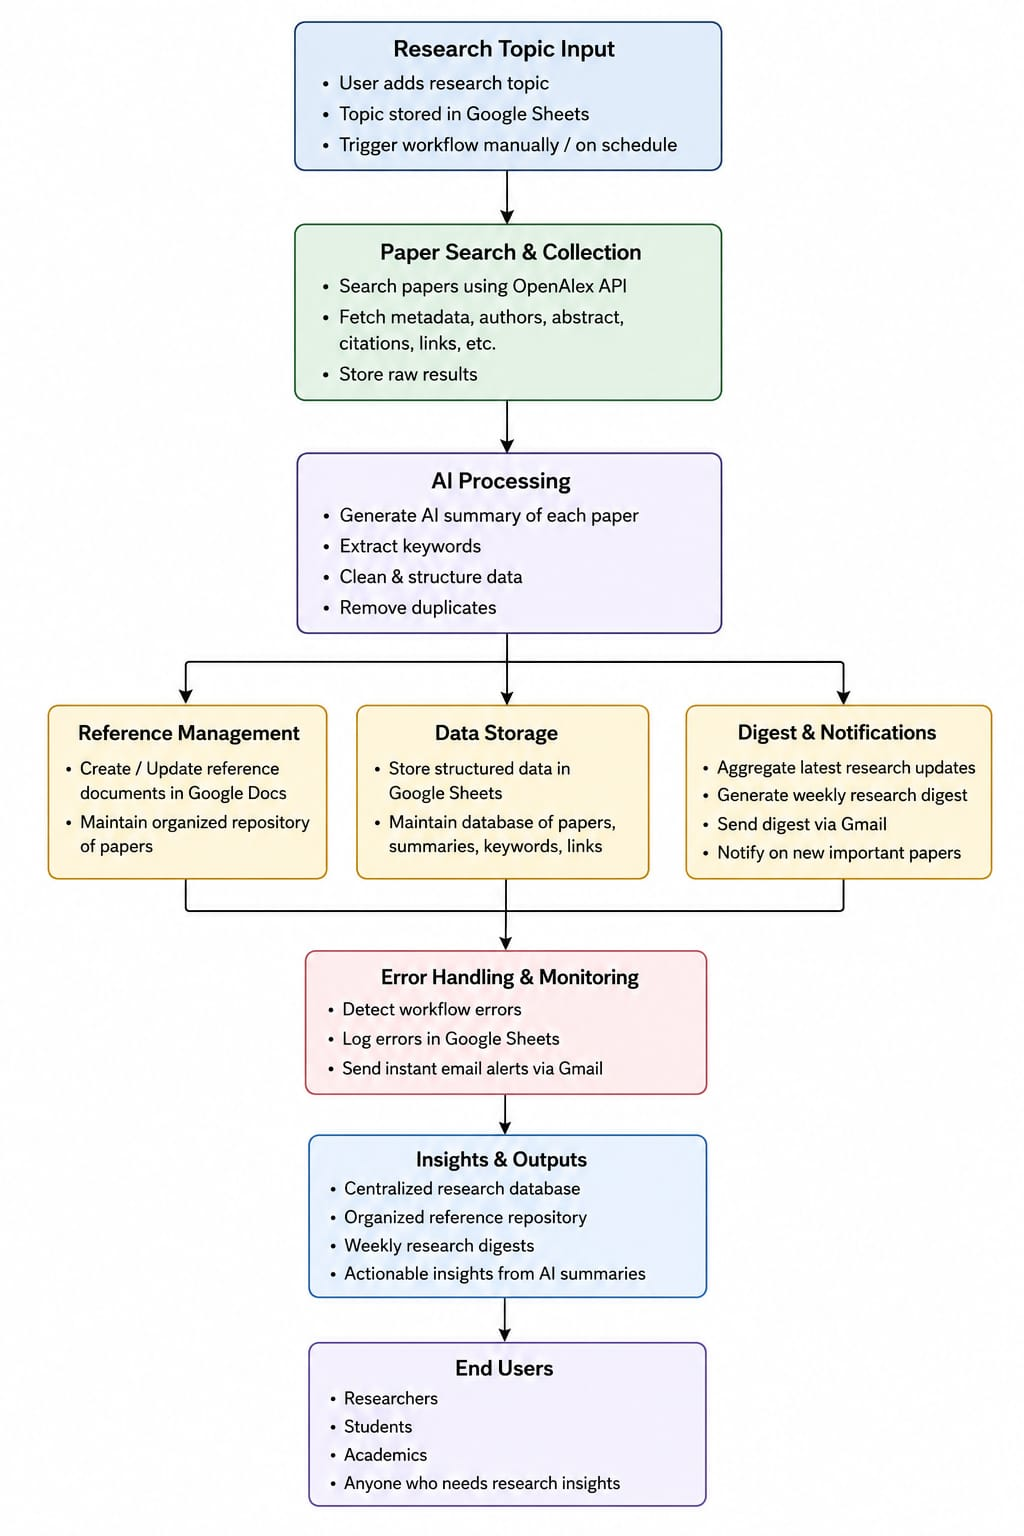 Research Topic Input
• User adds research topic
• Topic stored in Google Sheets
• Trigger workflow manually / on schedule
Paper Search & Collection
• Search papers using OpenAlex API
• Fetch metadata, authors, abstract,
citations, links, etc.
• Store raw results
AI Processing
• Generate AI summary of each paper
• Extract keywords
• Clean & structure data
• Remove duplicates
Reference Management
• Create / Update reference
documents in Google Docs
• Maintain organized repository
of papers
Data Storage
• Store structured data in
Google Sheets
• Maintain database of papers,
summaries, keywords, links
Digest & Notifications
• Aggregate latest research updates
• Generate weekly research digest
• Send digest via Gmail
• Notify on new important papers
Error Handling & Monitoring
• Detect workflow errors
• Log errors in Google Sheets
• Send instant email alerts via Gmail
Insights & Outputs
• Centralized research database
• Organized reference repository
• Weekly research digests
• Actionable insights from AI summaries
End Users
• Researchers
• Students
• Academics
• Anyone who needs research insights